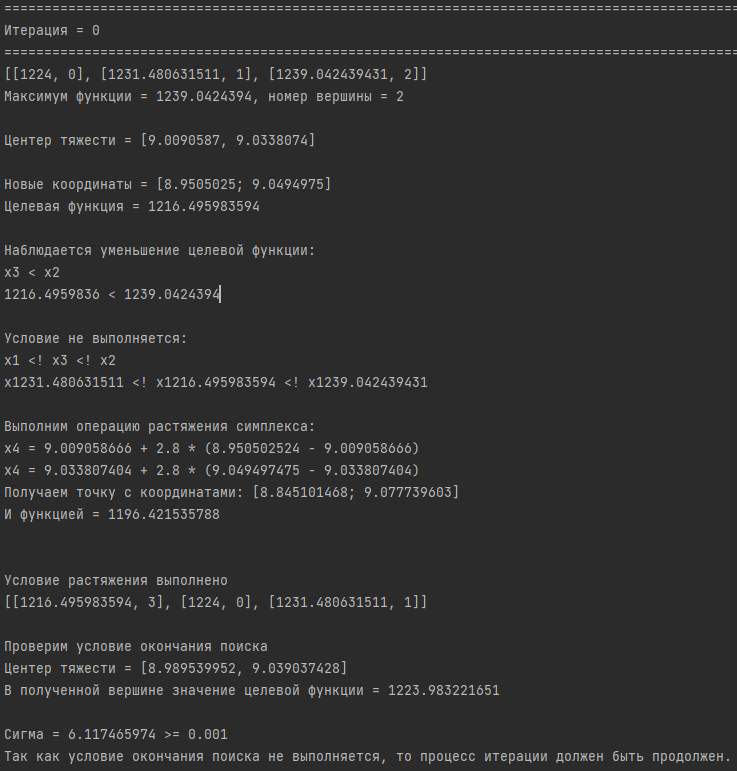 ============================================================================================
Итерация = 0
============================================================================================
[[1224, 0], [1231.480631511, 1], [1239.042439431, 2]]
Максимум функции = 1239.0424394, номер вершины = 2
Центер тяжести = [9.0090587, 9.0338074]
Новые координаты = [8.9505025; 9.0494975]
Целевая функция = 1216.495983594
Наблюдается уменьшение целевой функции:
x3 < x2
1216.4959836 < 1239.0424394
Условие не выполняется:
x1 <! x3 <! x2
x1231.480631511 <! x1216.495983594 <! x1239.042439431
Выполним операцию растяжения симплекса:
x4 = 9.009058666 + 2.8 * (8.950502524 - 9.009058666)
x4 = 9.033807404 + 2.8 * (9.049497475 - 9.033807404)
Получаем точку с координатами: [8.845101468; 9.077739603]
И функцией = 1196.421535788
Условие растяжения выполнено
[[1216.495983594, 3], [1224, 0], [1231.480631511, 1]]
Проверим условие окончания поиска
Центер тяжести = [8.989539952, 9.039037428]
В полученной вершине значение целевой функции = 1223.983221651
Сигма = 6.117465974 >= 0.001
Так как условие окончания поиска не выполняется, то процесс итерации должен быть продолжен.